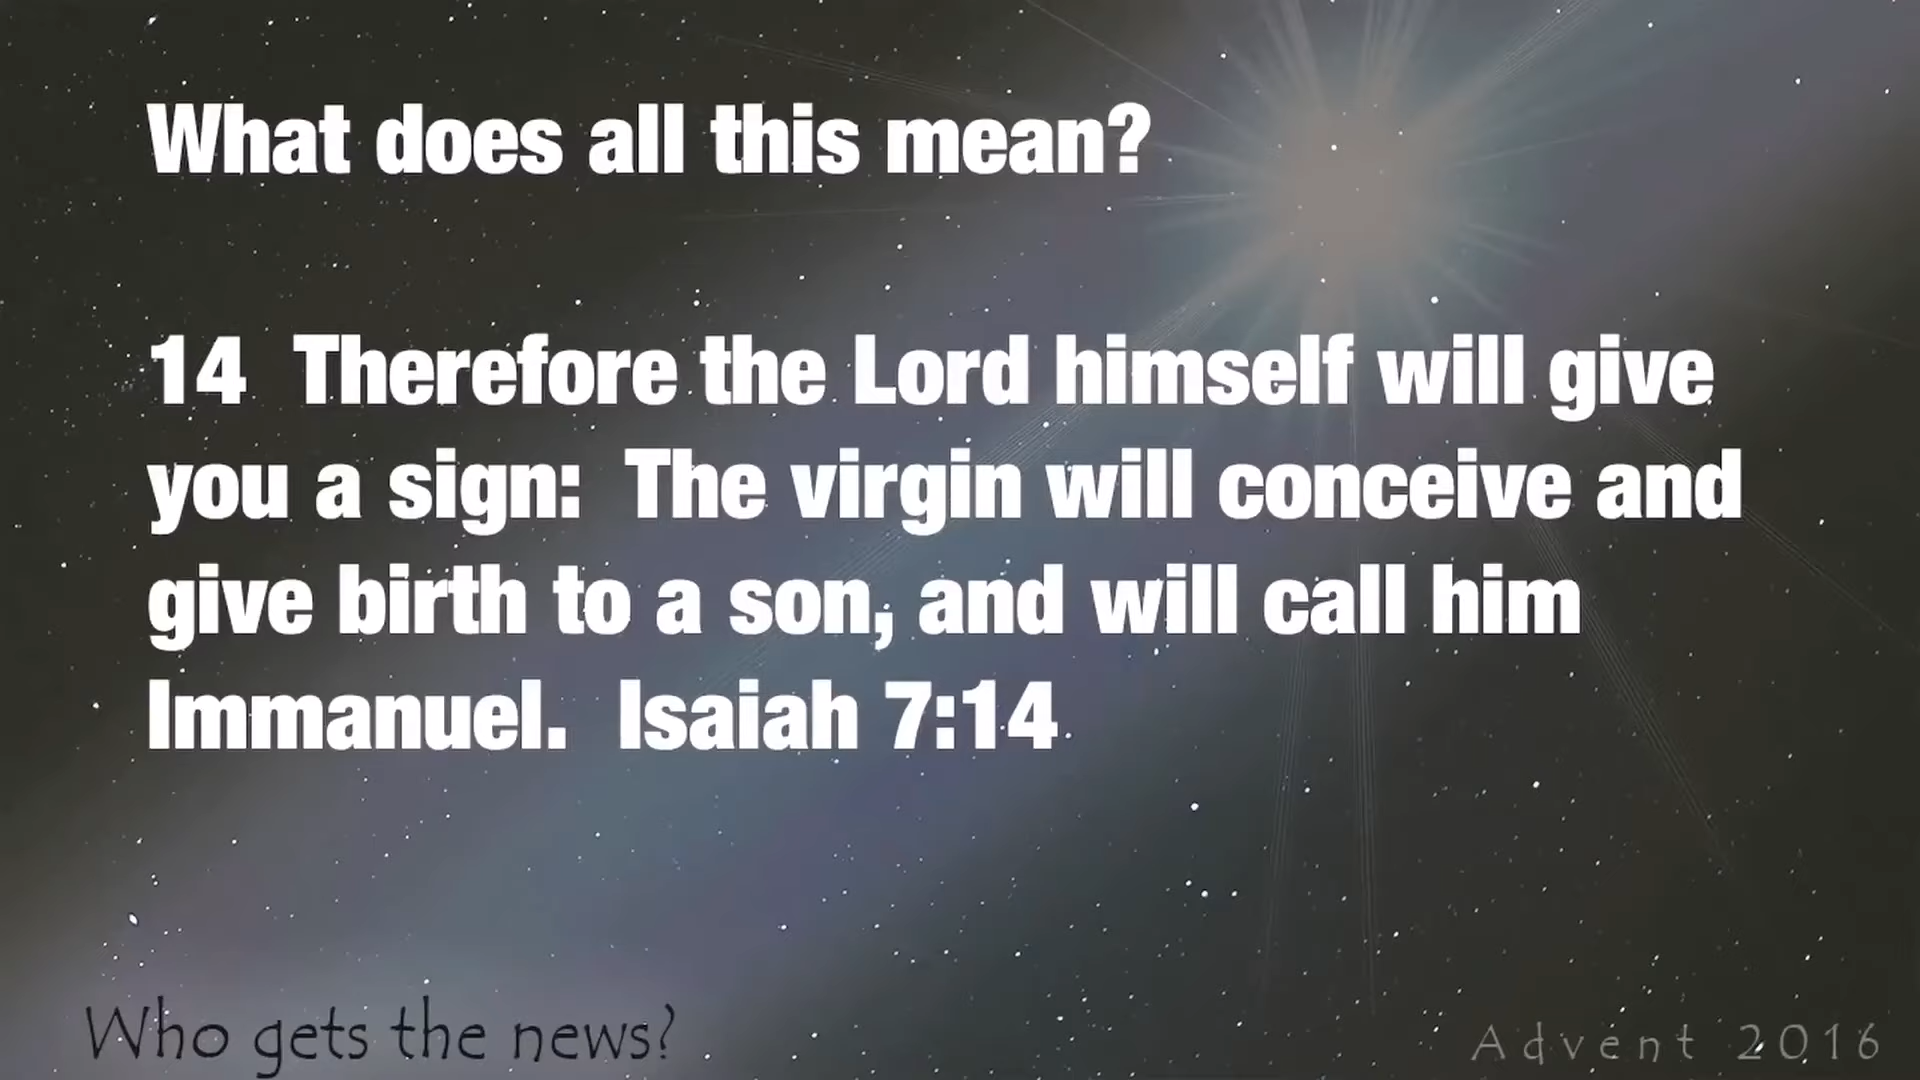 What does all this mean?
14  Therefore the Lord himself will give
you a sign:  The virgin will conceive and
give birth to a son, and will call him
Immanuel.  Isaiah 7:14
Who gets the news?
Advent 2016